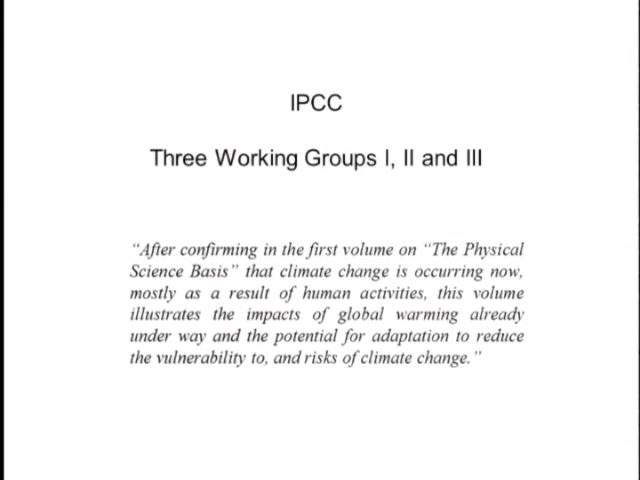 IPCC
Three Working Groups I, II and III
“After confirming in the first volume on “The Physical
Science Basis” that climate change is occurring now,
mostly as a result of human activities, this volume
illustrates the impacts of global warming already
under way and the potential for adaptation to reduce
the vulnerability to, and risks of climate change.”